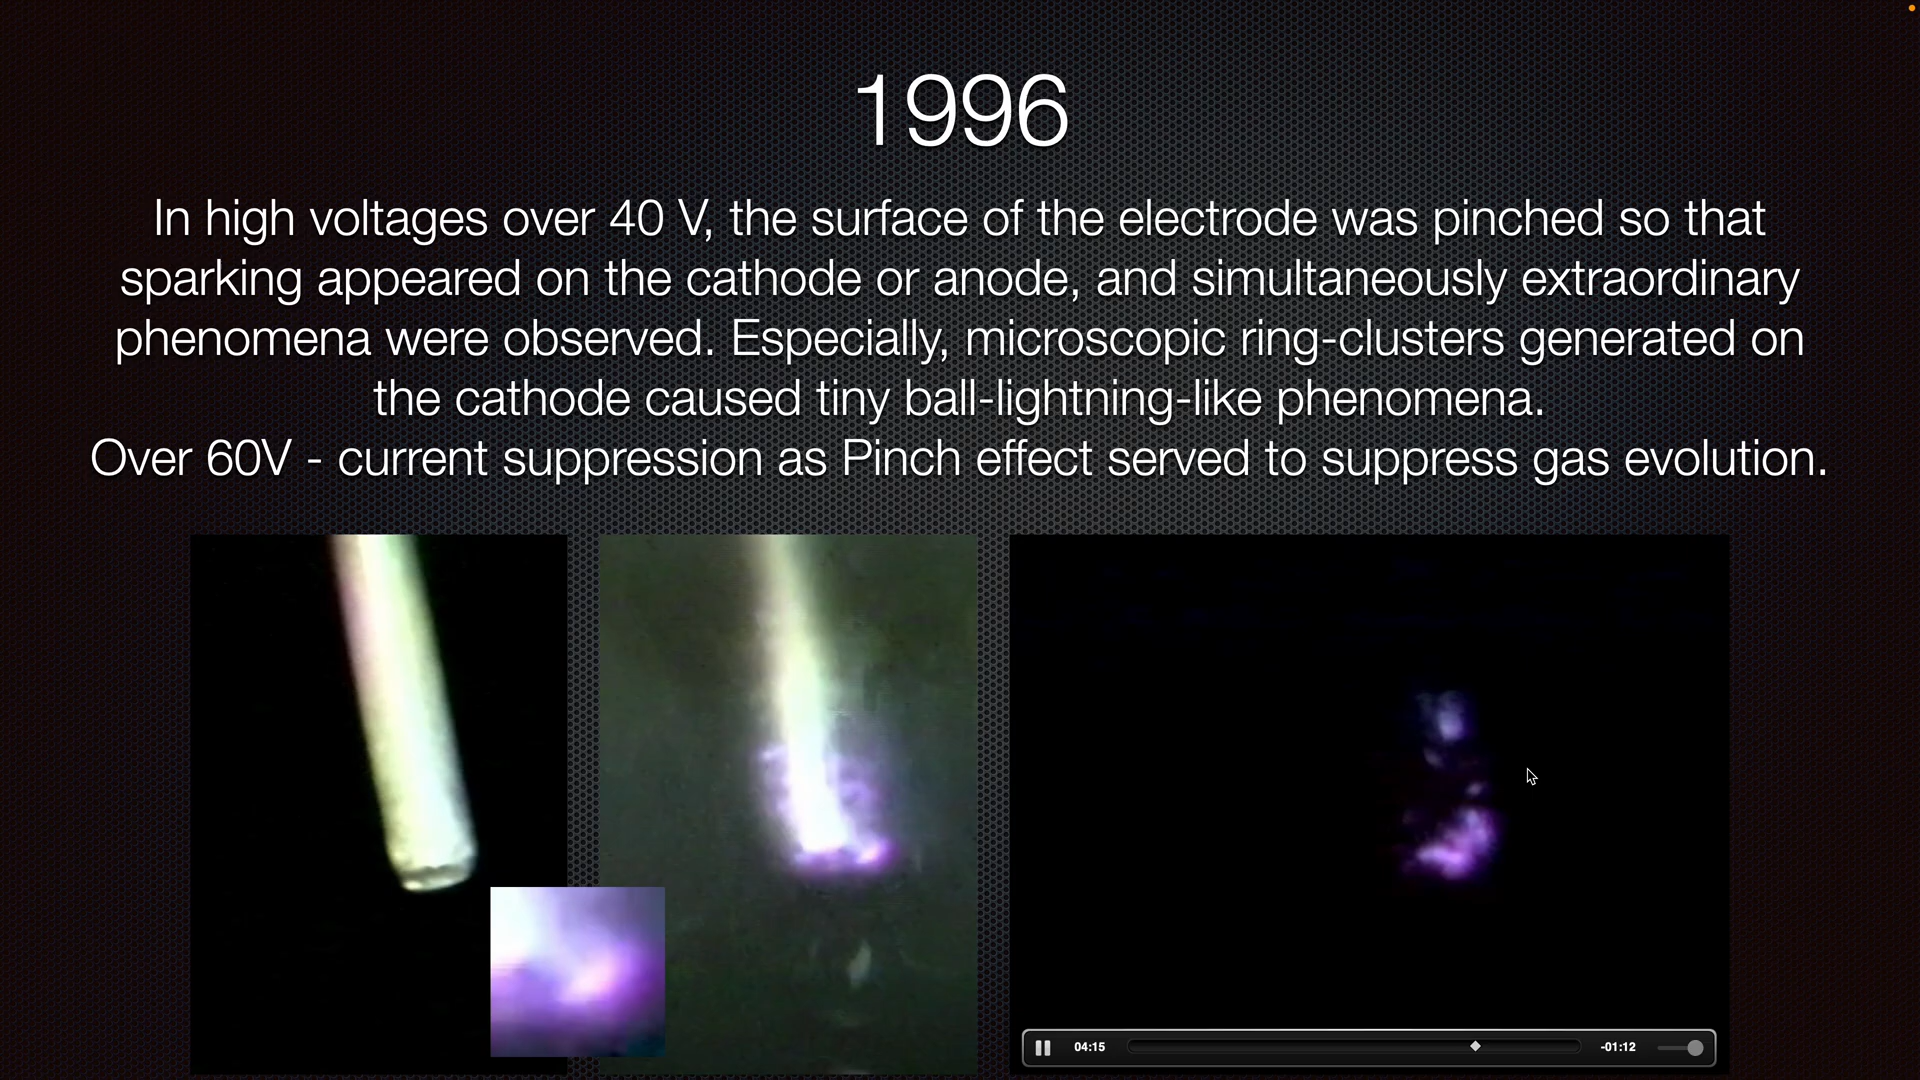 1996
In high voltages over 40 V, the surface of the electrode was pinched so that
sparking appeared on the cathode or anode, and simultaneously extraordinary
phenomena were observed. Especially, microscopic ring-clusters generated on
the cathode caused tiny ball-lightning-like phenomena.
Over 60V - current suppression as Pinch effect served to suppress gas evolution.
04:15
-01:12